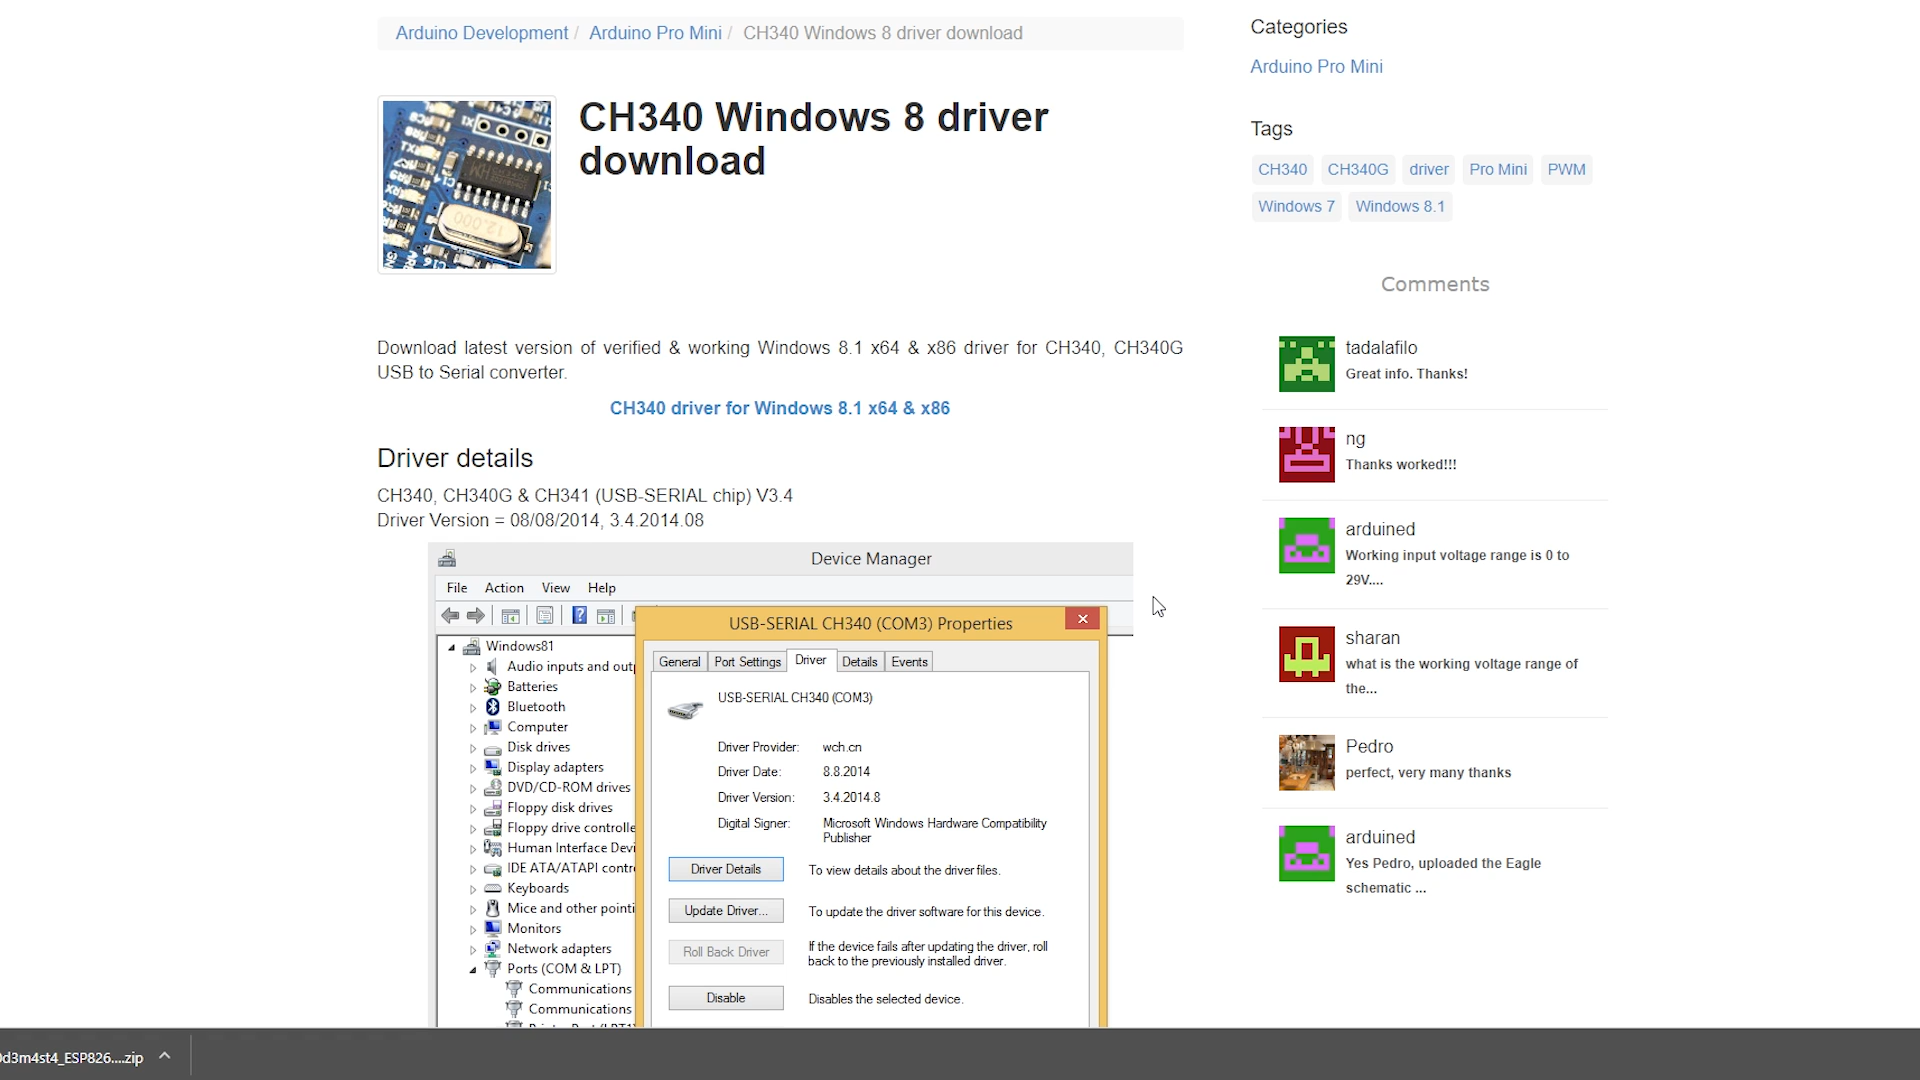 Arduino Development / Arduino Pro Mini / CH340 Windows 8 driver download
CH340 Windows 8 driver
download
Download latest version of verified & working Windows 8.1 x64 & x86 driver for CH340, CH340G
USB to Serial converter.
CH340 driver for Windows 8.1 x64 & x86
Driver details
CH340, CH340G & CH341 (USB-SERIAL chip) V3.4
Driver Version = 08/08/2014, 3.4.2014.08
Device Manager
File Action View Help
Windows81
Audio inputs and outp
Batteries
Bluetooth
Computer
Disk drives
Display adapters
DVD/CD-ROM drives
Floppy disk drives
Floppy drive controlle
Human Interface Devi
IDE ATA/ATAPI contr
Keyboards
Mice and other pointi
Monitors
Network adapters
Ports (COM & LPT)
Communications
Communications
USB-SERIAL CH340 (COM3) Properties
General Port Settings Driver Details Events
USB-SERIAL CH340 (COM3)
Driver Provider: wch.cn
Driver Date: 8.8.2014
Driver Version: 3.4.2014.8
Digital Signer: Microsoft Windows Hardware Compatibility
Publisher
Driver Details To view details about the driver files.
Update Driver... To update the driver software for this device.
Roll Back Driver If the device fails after updating the driver, roll
back to the previously installed driver.
Disable Disables the selected device.
Categories
Arduino Pro Mini
Tags
CH340 CH340G driver Pro Mini PWM
Windows 7 Windows 8.1
Comments
tadalafilo
Great info. Thanks!
ng
Thanks worked!!!
arduined
Working input voltage range is 0 to
29V....
sharan
what is the working voltage range of
the...
Pedro
perfect, very many thanks
arduined
Yes Pedro, uploaded the Eagle
schematic ...
d3m4st4_ESP826....zip